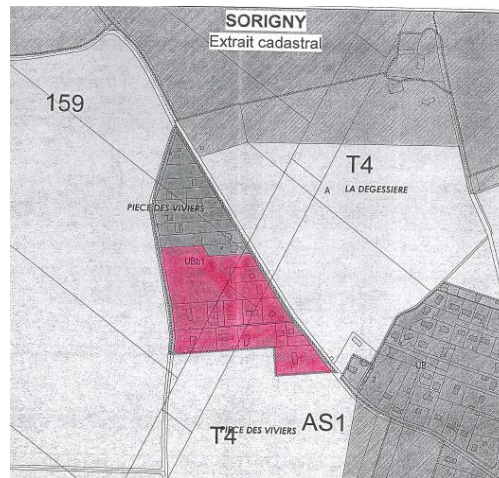 SORIGNY
Extrait cadastral
159
T4
A LA DEGESSIERE
PIECE DES VIVIERS
UBb1
UB
AS1
T4
PIECE DES VIVIERS